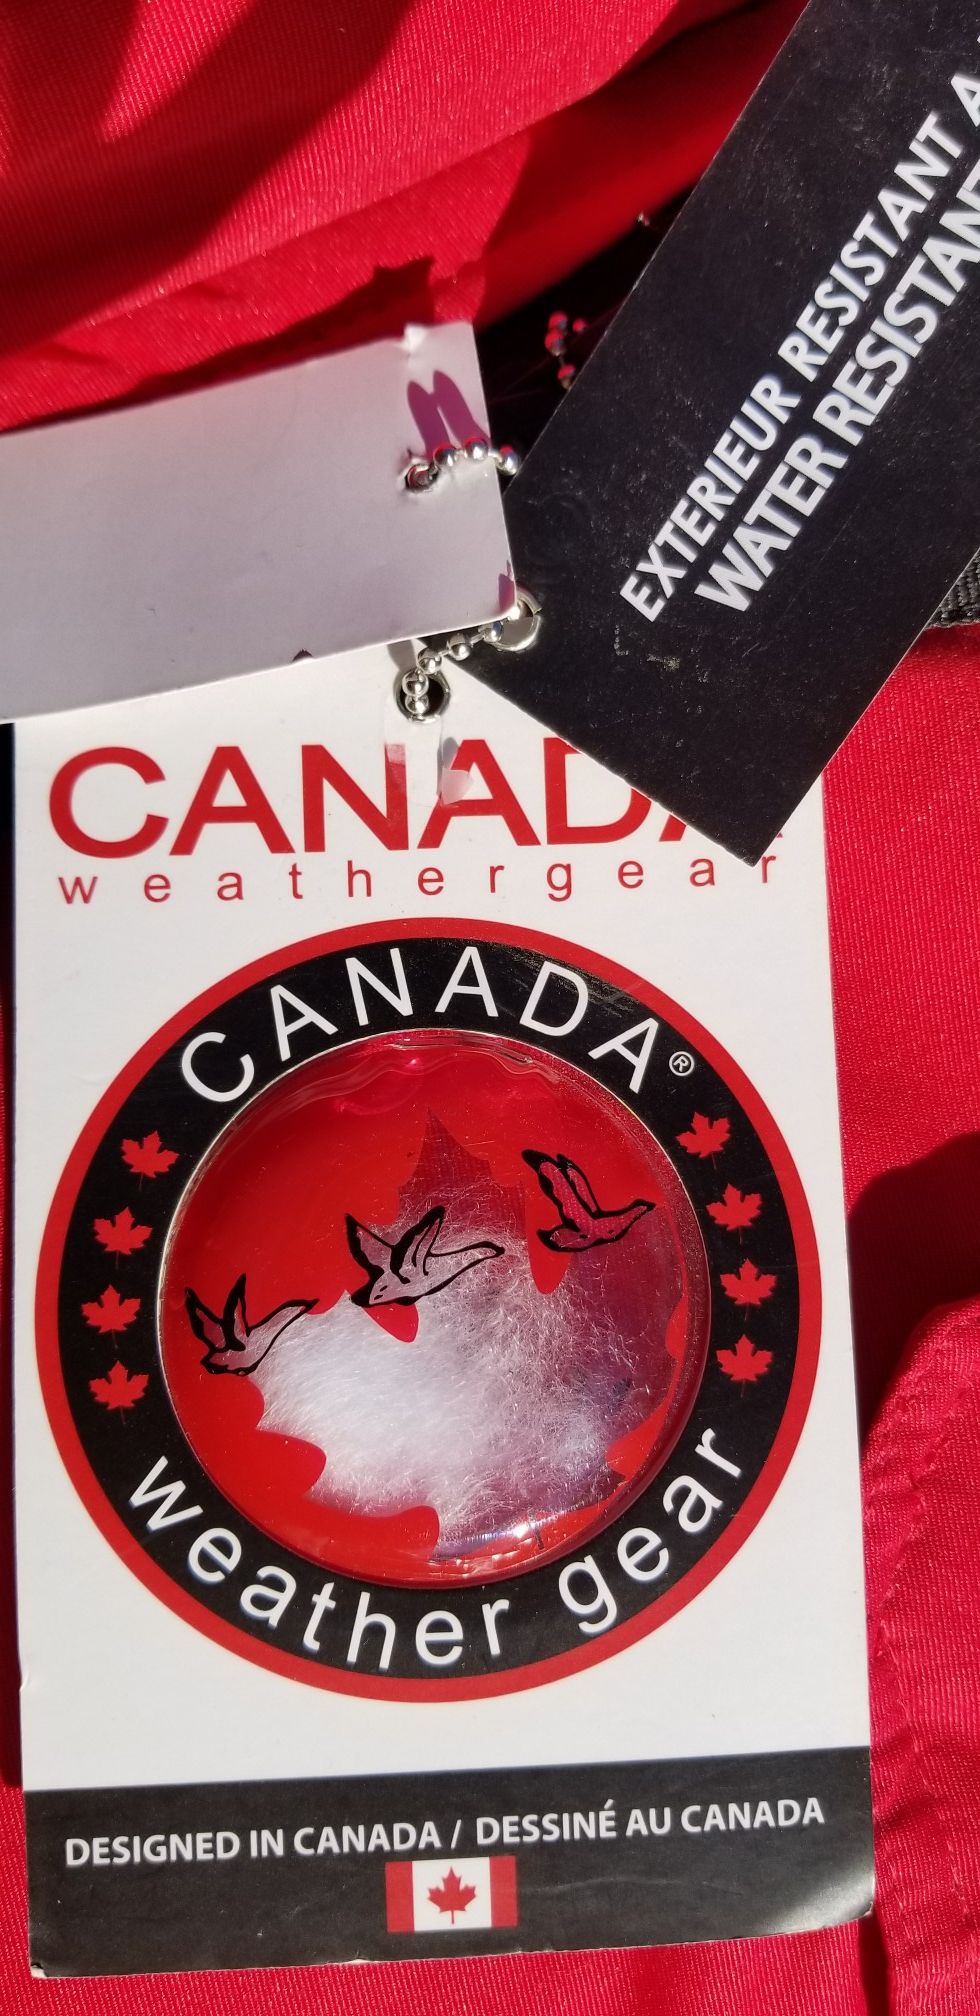 EXTERIEUR RESISTANT A
WATER RESISTANT
CANADA
weathergear
CANADA®
weather gear
DESIGNED IN CANADA / DESSINÉ AU CANADA